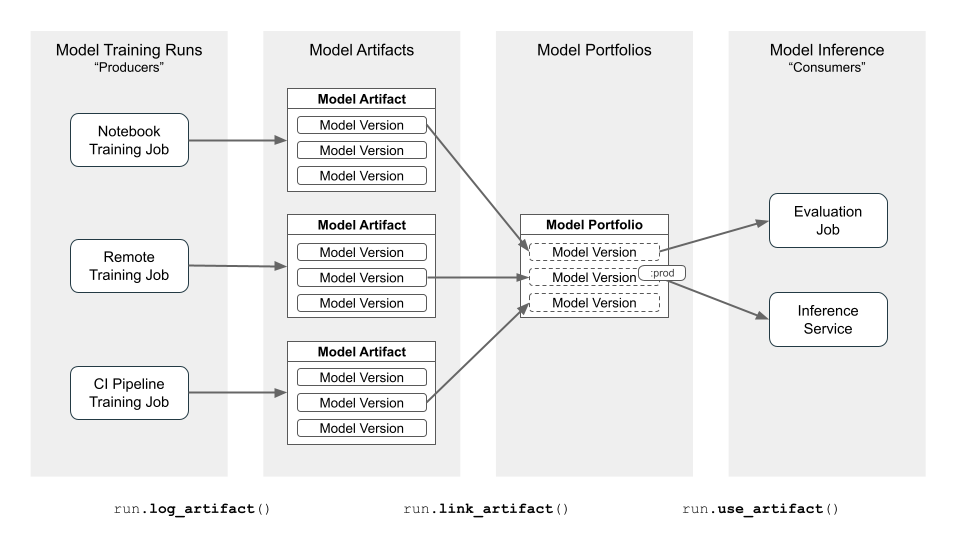 Model Training Runs
“Producers”
Notebook
Training Job
Remote
Training Job
CI Pipeline
Training Job
Model Artifacts
Model Artifact
Model Version
Model Version
Model Version
Model Artifact
Model Version
Model Version
Model Version
Model Artifact
Model Version
Model Version
Model Version
Model Portfolios
Model Portfolio
Model Version
Model Version
:prod
Model Version
Model Inference
“Consumers”
Evaluation
Job
Inference
Service
run.log_artifact()
run.link_artifact()
run.use_artifact()